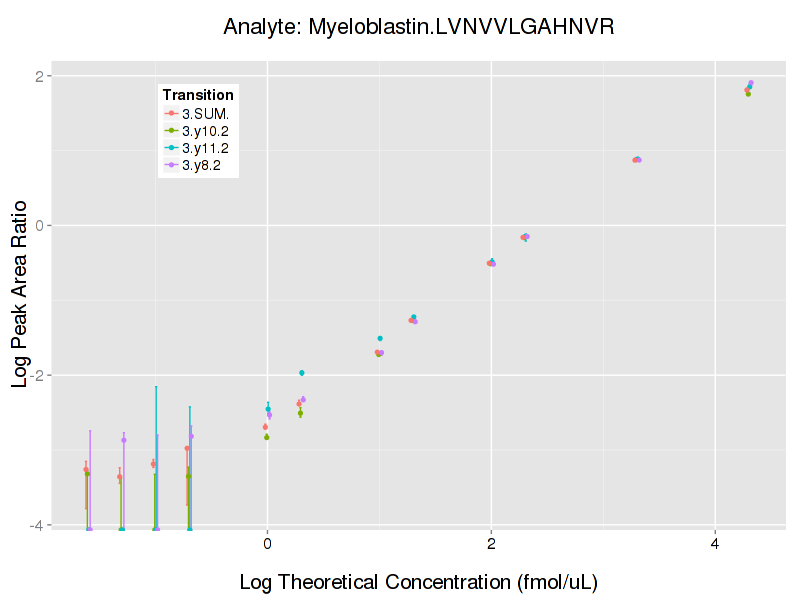 Analyte: Myeloblastin.LVNVVLGAHNVR
Transition
3.SUM.
3.y10.2
3.y11.2
3.y8.2
Log Peak Area Ratio
2
0
-2
-4
0 2 4
Log Theoretical Concentration (fmol/uL)